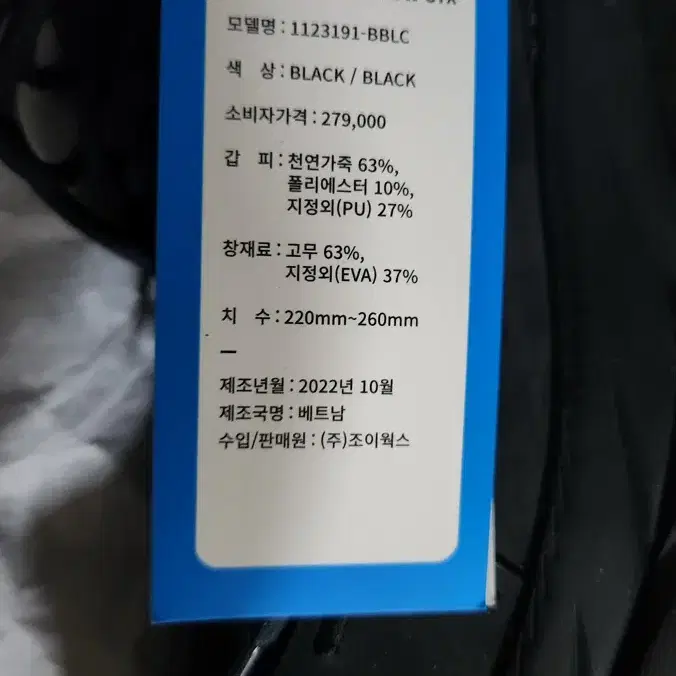 모델명 : 1123191-BBLC
색 상 : BLACK / BLACK
소비자가격 : 279,000
갑 피 : 천연가죽 63%,
폴리에스터 10%,
지정외(PU) 27%
창재료 : 고무 63%,
지정외(EVA) 37%
치 수 : 220mm~260mm
제조년월 : 2022년 10월
제조국명 : 베트남
수입/판매원 : (주)조이웍스